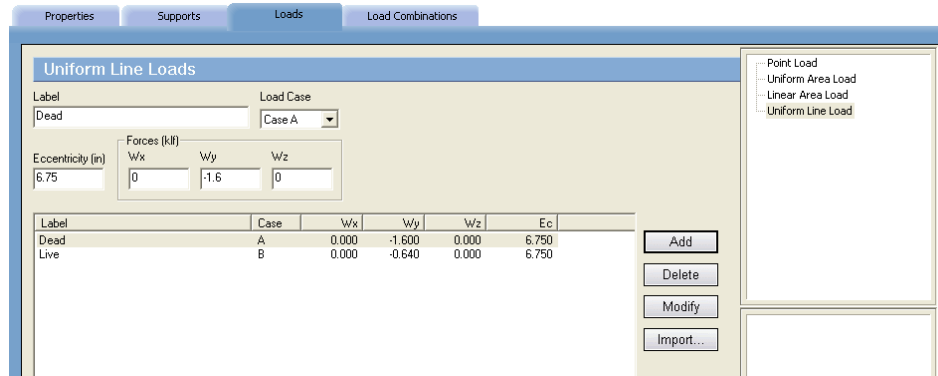 Properties Supports Loads Load Combinations
Uniform Line Loads
Label Load Case
Dead Case A
Forces (klf)
Eccentricity (in) Wx Wy Wz
6.75 0 -1.6 0
Label Case Wx Wy Wz Ec
Dead A 0.000 -1.600 0.000 6.750
Live B 0.000 -0.640 0.000 6.750
Add
Delete
Modify
Import...
Point Load
Uniform Area Load
Linear Area Load
Uniform Line Load